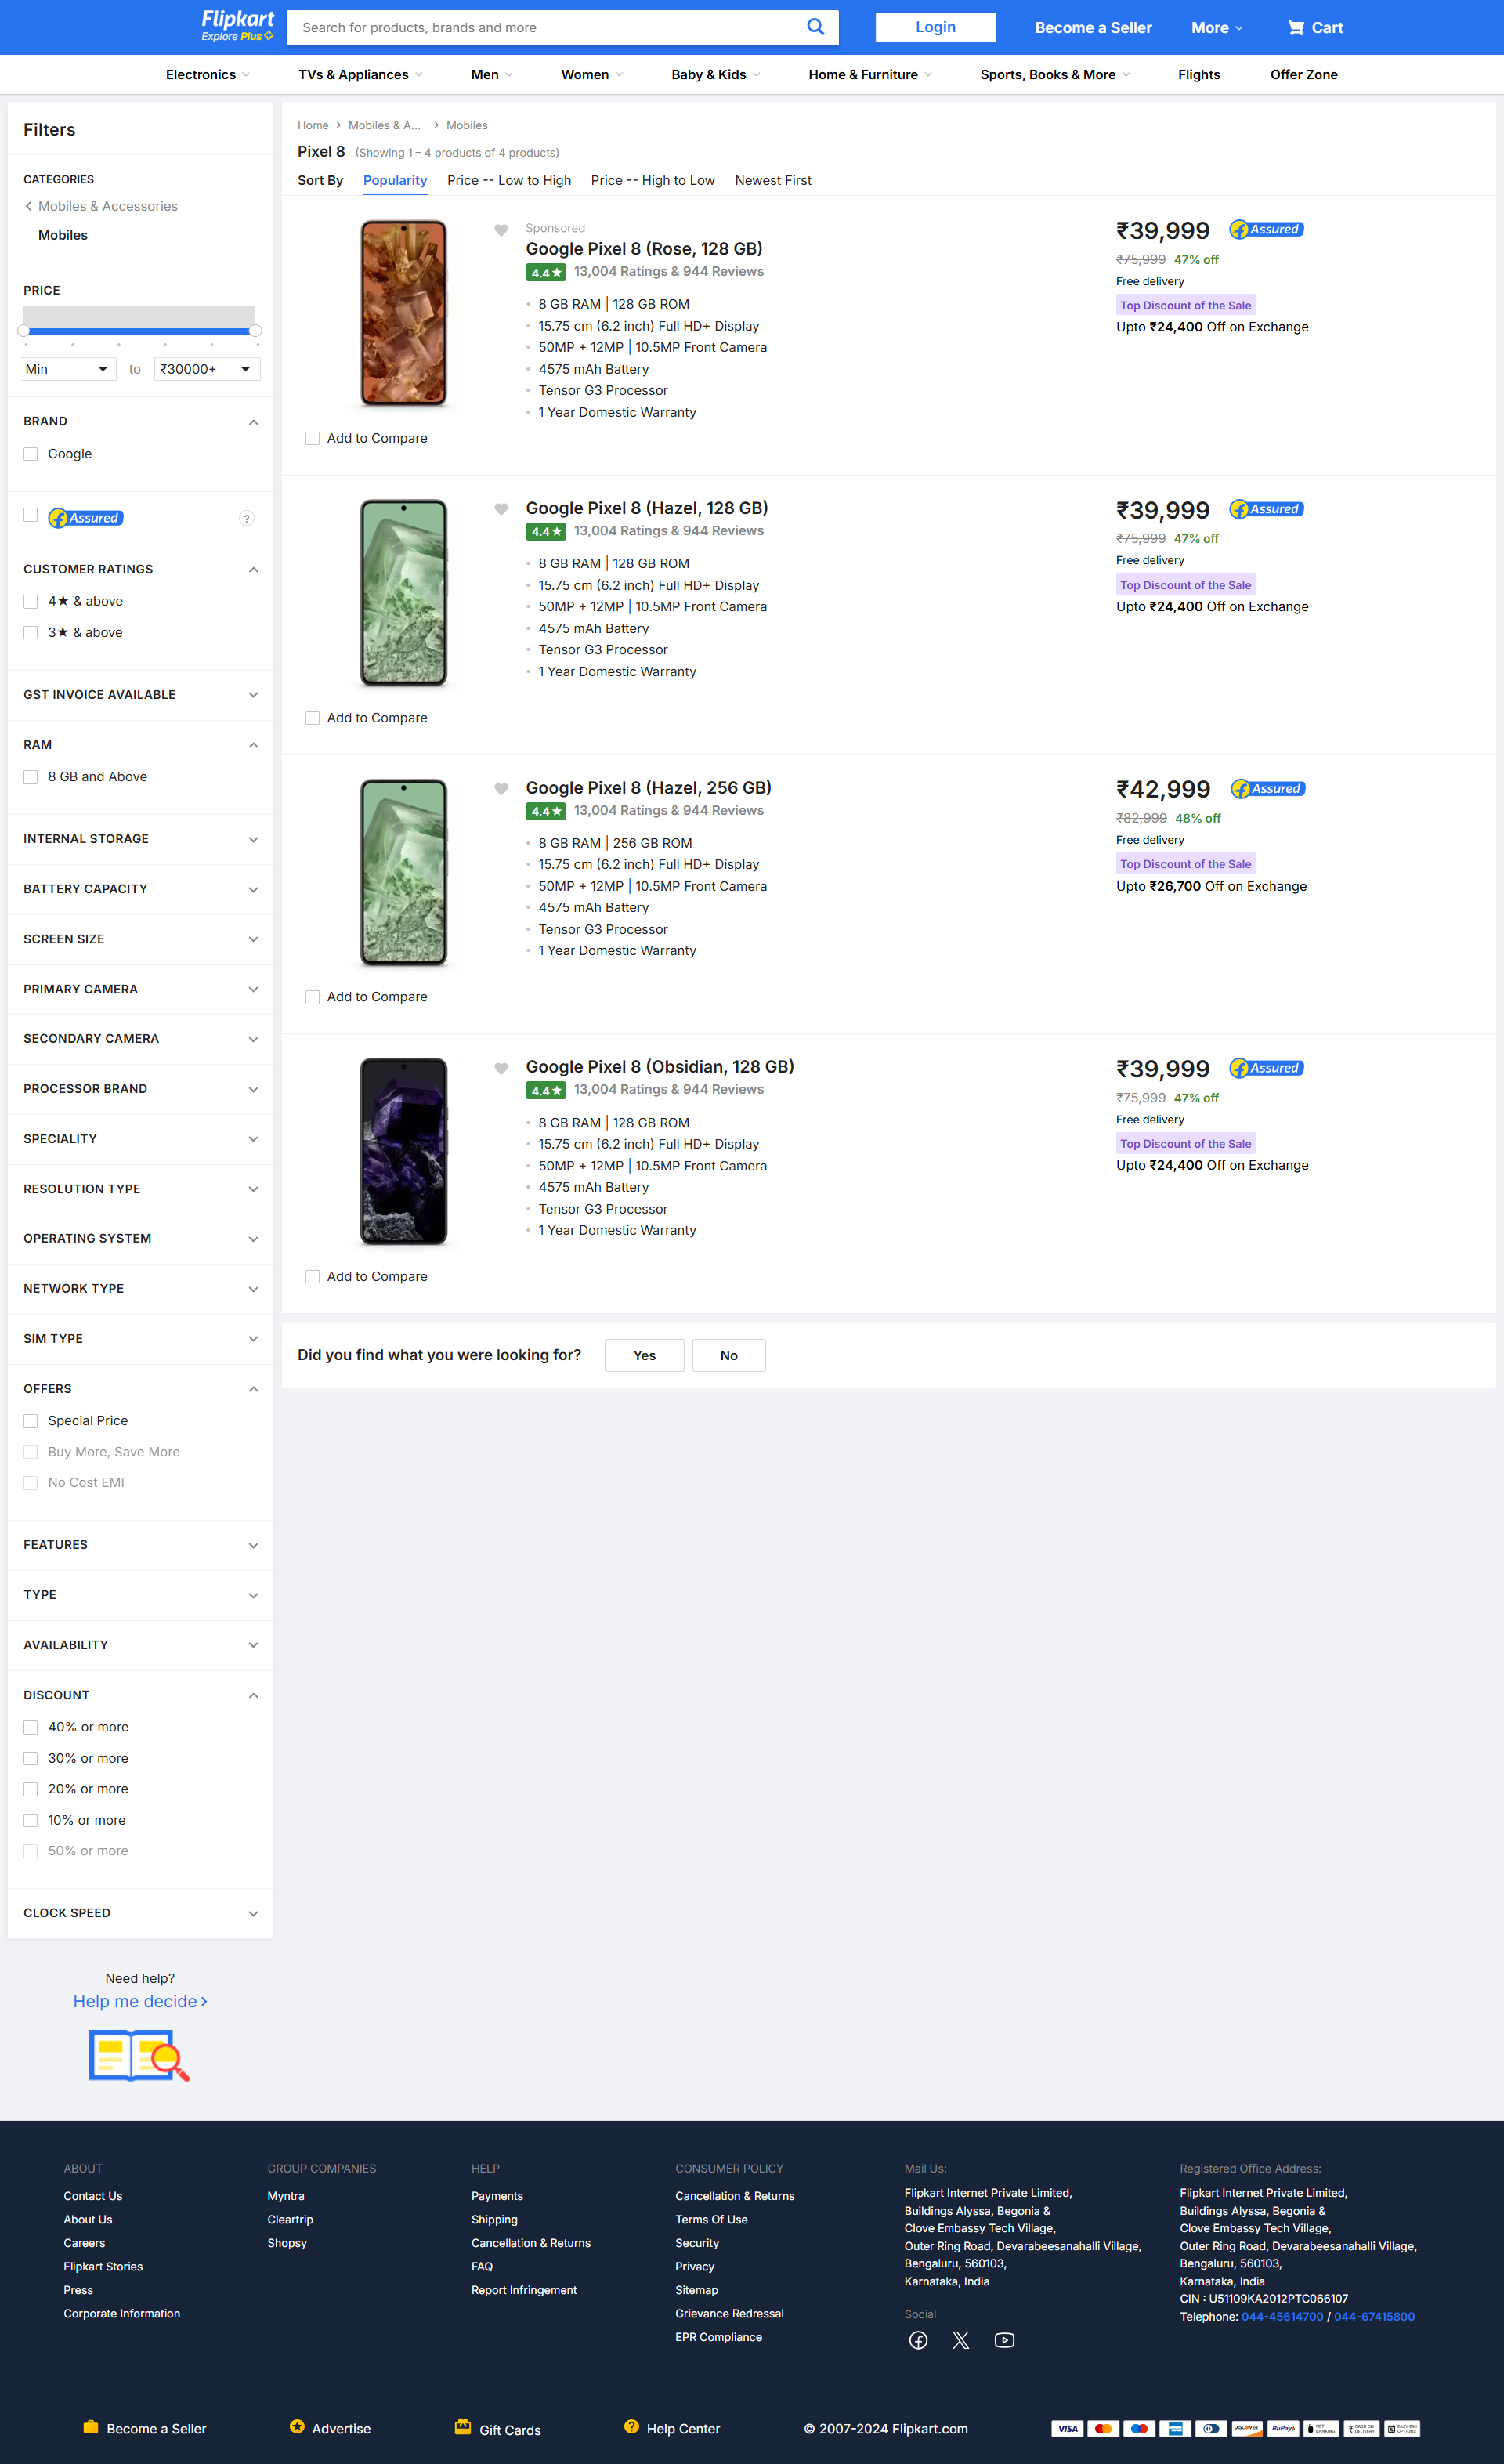 Flipkart
Explore Plus
Search for products, brands and more
Login
Become a Seller
More
Cart
Electronics
TVs & Appliances
Men
Women
Baby & Kids
Home & Furniture
Sports, Books & More
Flights
Offer Zone
Filters
CATEGORIES
Mobiles & Accessories
Mobiles
PRICE
Min
to
₹30000+
BRAND
Google
Assured
?
CUSTOMER RATINGS
4★ & above
3★ & above
GST INVOICE AVAILABLE
RAM
8 GB and Above
INTERNAL STORAGE
BATTERY CAPACITY
SCREEN SIZE
PRIMARY CAMERA
SECONDARY CAMERA
PROCESSOR BRAND
SPECIALITY
RESOLUTION TYPE
OPERATING SYSTEM
NETWORK TYPE
SIM TYPE
OFFERS
Special Price
Buy More, Save More
No Cost EMI
FEATURES
TYPE
AVAILABILITY
DISCOUNT
40% or more
30% or more
20% or more
10% or more
50% or more
CLOCK SPEED
Need help?
Help me decide
Home > Mobiles & A... > Mobiles
Pixel 8 (Showing 1 – 4 products of 4 products)
Sort By
Popularity
Price -- Low to High
Price -- High to Low
Newest First
Sponsored
Google Pixel 8 (Rose, 128 GB)
4.4★ 13,004 Ratings & 944 Reviews
8 GB RAM | 128 GB ROM
15.75 cm (6.2 inch) Full HD+ Display
50MP + 12MP | 10.5MP Front Camera
4575 mAh Battery
Tensor G3 Processor
1 Year Domestic Warranty
Add to Compare
₹39,999
Assured
₹75,999 47% off
Free delivery
Top Discount of the Sale
Upto ₹24,400 Off on Exchange
Google Pixel 8 (Hazel, 128 GB)
4.4★ 13,004 Ratings & 944 Reviews
8 GB RAM | 128 GB ROM
15.75 cm (6.2 inch) Full HD+ Display
50MP + 12MP | 10.5MP Front Camera
4575 mAh Battery
Tensor G3 Processor
1 Year Domestic Warranty
Add to Compare
₹39,999
Assured
₹75,999 47% off
Free delivery
Top Discount of the Sale
Upto ₹24,400 Off on Exchange
Google Pixel 8 (Hazel, 256 GB)
4.4★ 13,004 Ratings & 944 Reviews
8 GB RAM | 256 GB ROM
15.75 cm (6.2 inch) Full HD+ Display
50MP + 12MP | 10.5MP Front Camera
4575 mAh Battery
Tensor G3 Processor
1 Year Domestic Warranty
Add to Compare
₹42,999
Assured
₹82,999 48% off
Free delivery
Top Discount of the Sale
Upto ₹26,700 Off on Exchange
Google Pixel 8 (Obsidian, 128 GB)
4.4★ 13,004 Ratings & 944 Reviews
8 GB RAM | 128 GB ROM
15.75 cm (6.2 inch) Full HD+ Display
50MP + 12MP | 10.5MP Front Camera
4575 mAh Battery
Tensor G3 Processor
1 Year Domestic Warranty
Add to Compare
₹39,999
Assured
₹75,999 47% off
Free delivery
Top Discount of the Sale
Upto ₹24,400 Off on Exchange
Did you find what you were looking for?
Yes
No
ABOUT
Contact Us
About Us
Careers
Flipkart Stories
Press
Corporate Information
GROUP COMPANIES
Myntra
Cleartrip
Shopsy
HELP
Payments
Shipping
Cancellation & Returns
FAQ
Report Infringement
CONSUMER POLICY
Cancellation & Returns
Terms Of Use
Security
Privacy
Sitemap
Grievance Redressal
EPR Compliance
Mail Us:
Flipkart Internet Private Limited,
Buildings Alyssa, Begonia &
Clove Embassy Tech Village,
Outer Ring Road, Devarabeesanahalli Village,
Bengaluru, 560103,
Karnataka, India
Social
Registered Office Address:
Flipkart Internet Private Limited,
Buildings Alyssa, Begonia &
Clove Embassy Tech Village,
Outer Ring Road, Devarabeesanahalli Village,
Bengaluru, 560103,
Karnataka, India
CIN : U51109KA2012PTC066107
Telephone: 044-45614700 / 044-67415800
Become a Seller
Advertise
Gift Cards
Help Center
© 2007-2024 Flipkart.com
VISA
DISCOVER
RuPay
NET BANKING
CASH ON DELIVERY
EASY EMI OPTIONS